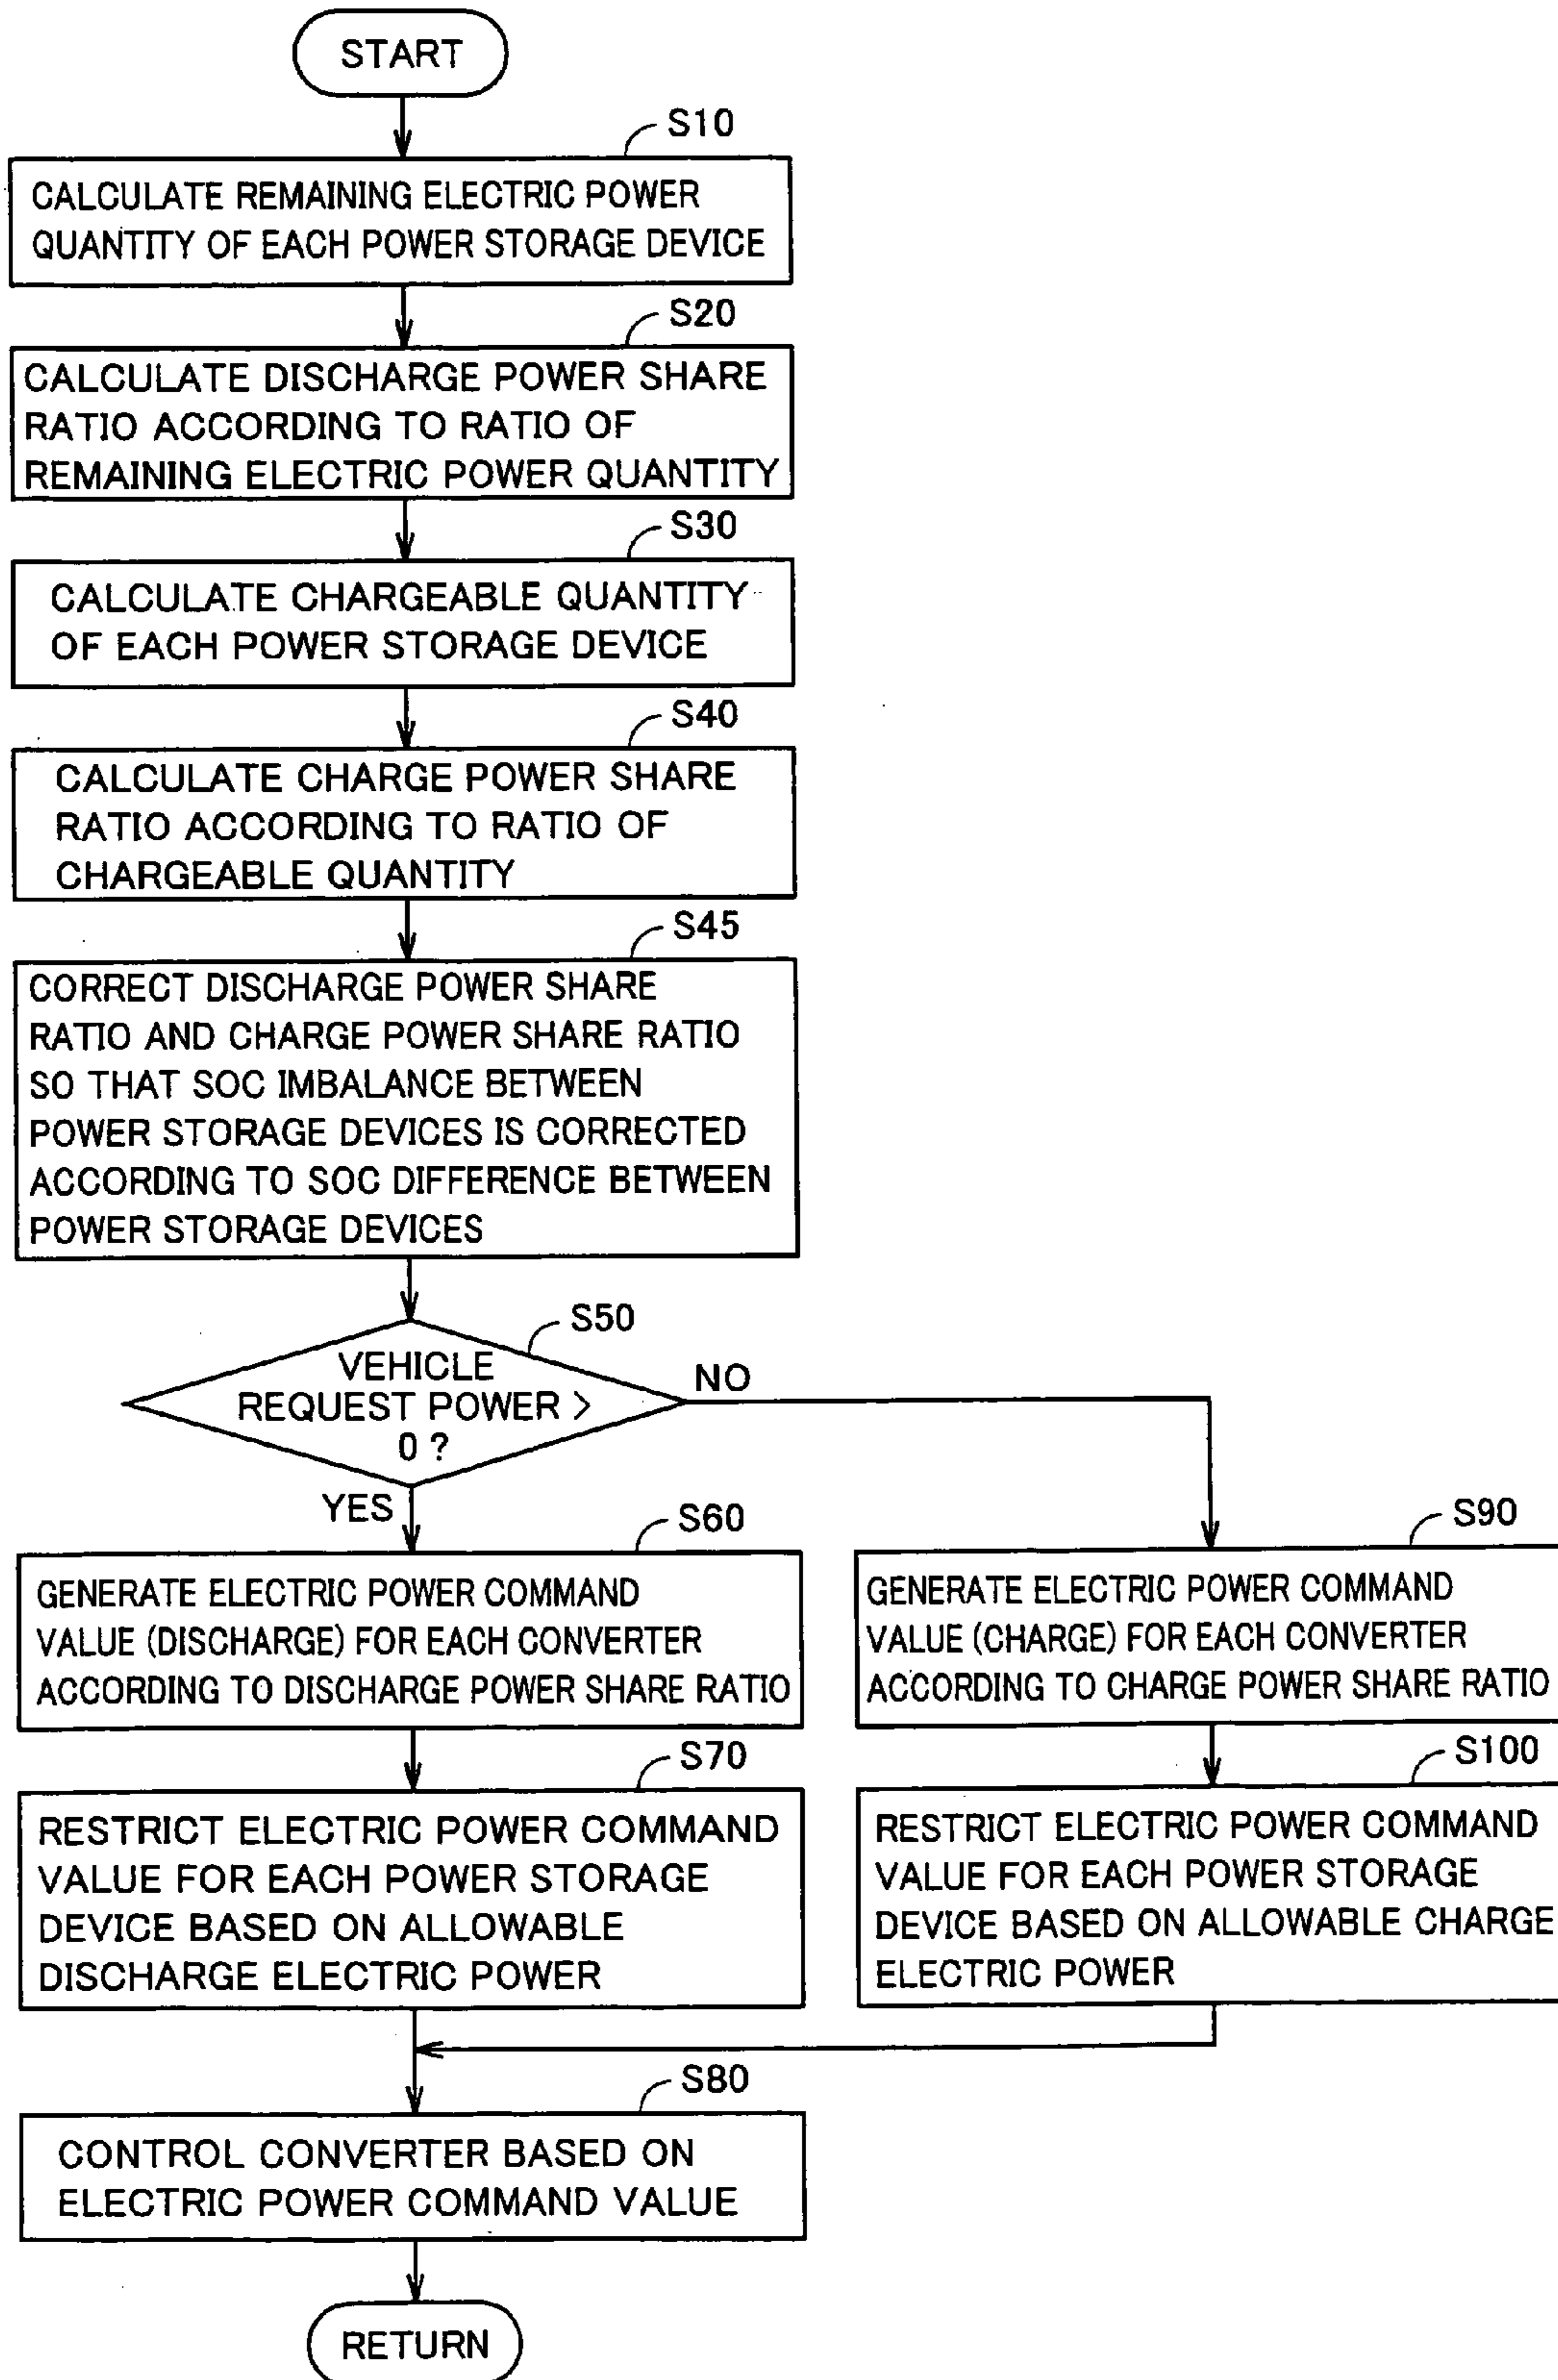 START
S10
CALCULATE REMAINING ELECTRIC POWER
QUANTITY OF EACH POWER STORAGE DEVICE
S20
CALCULATE DISCHARGE POWER SHARE
RATIO ACCORDING TO RATIO OF
REMAINING ELECTRIC POWER QUANTITY
S30
CALCULATE CHARGEABLE QUANTITY
OF EACH POWER STORAGE DEVICE
S40
CALCULATE CHARGE POWER SHARE
RATIO ACCORDING TO RATIO OF
CHARGEABLE QUANTITY
S45
CORRECT DISCHARGE POWER SHARE
RATIO AND CHARGE POWER SHARE RATIO
SO THAT SOC IMBALANCE BETWEEN
POWER STORAGE DEVICES IS CORRECTED
ACCORDING TO SOC DIFFERENCE BETWEEN
POWER STORAGE DEVICES
S50
VEHICLE
REQUEST POWER >
0 ?
NO
YES
S60
GENERATE ELECTRIC POWER COMMAND
VALUE (DISCHARGE) FOR EACH CONVERTER
ACCORDING TO DISCHARGE POWER SHARE RATIO
S90
GENERATE ELECTRIC POWER COMMAND
VALUE (CHARGE) FOR EACH CONVERTER
ACCORDING TO CHARGE POWER SHARE RATIO
S70
RESTRICT ELECTRIC POWER COMMAND
VALUE FOR EACH POWER STORAGE
DEVICE BASED ON ALLOWABLE
DISCHARGE ELECTRIC POWER
S100
RESTRICT ELECTRIC POWER COMMAND
VALUE FOR EACH POWER STORAGE
DEVICE BASED ON ALLOWABLE CHARGE
ELECTRIC POWER
S80
CONTROL CONVERTER BASED ON
ELECTRIC POWER COMMAND VALUE
RETURN